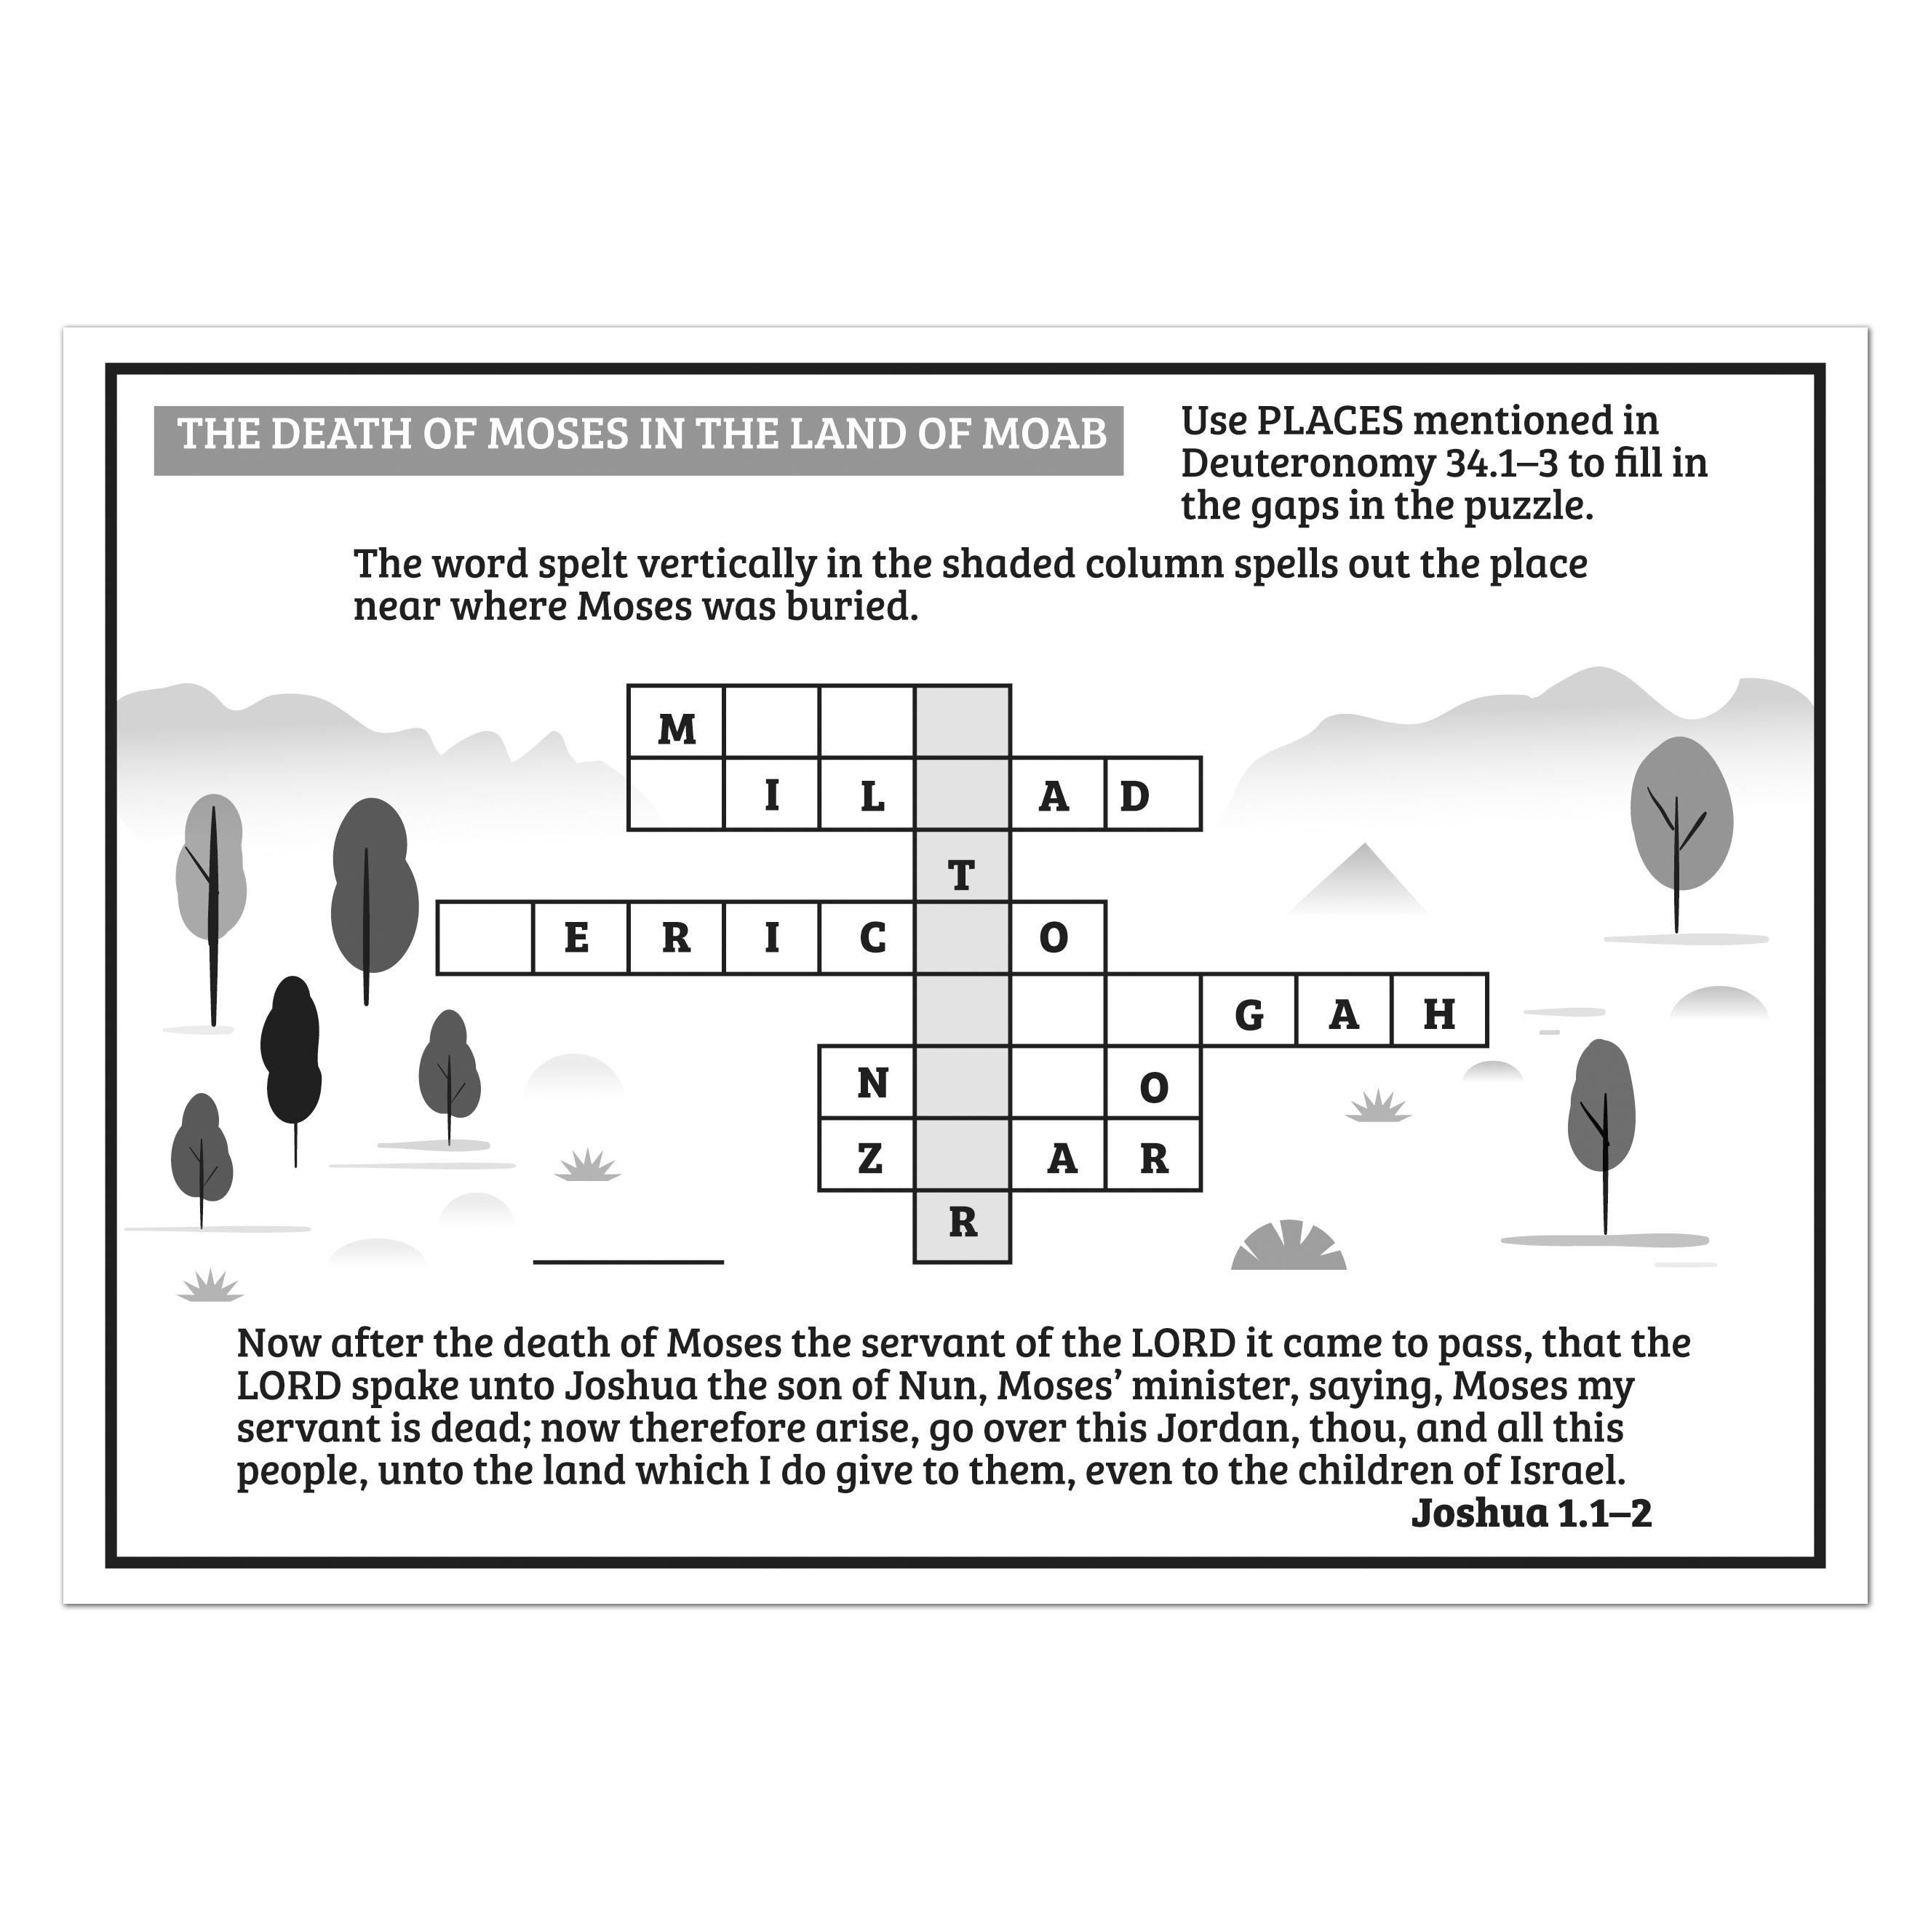 THE DEATH OF MOSES IN THE LAND OF MOAB
Use PLACES mentioned in
Deuteronomy 34.1–3 to fill in
the gaps in the puzzle.
The word spelt vertically in the shaded column spells out the place
near where Moses was buried.
M
I L A D
T
E R I C O
G A H
N O
Z A R
R
Now after the death of Moses the servant of the LORD it came to pass, that the
LORD spake unto Joshua the son of Nun, Moses’ minister, saying, Moses my
servant is dead; now therefore arise, go over this Jordan, thou, and all this
people, unto the land which I do give to them, even to the children of Israel.
Joshua 1.1–2